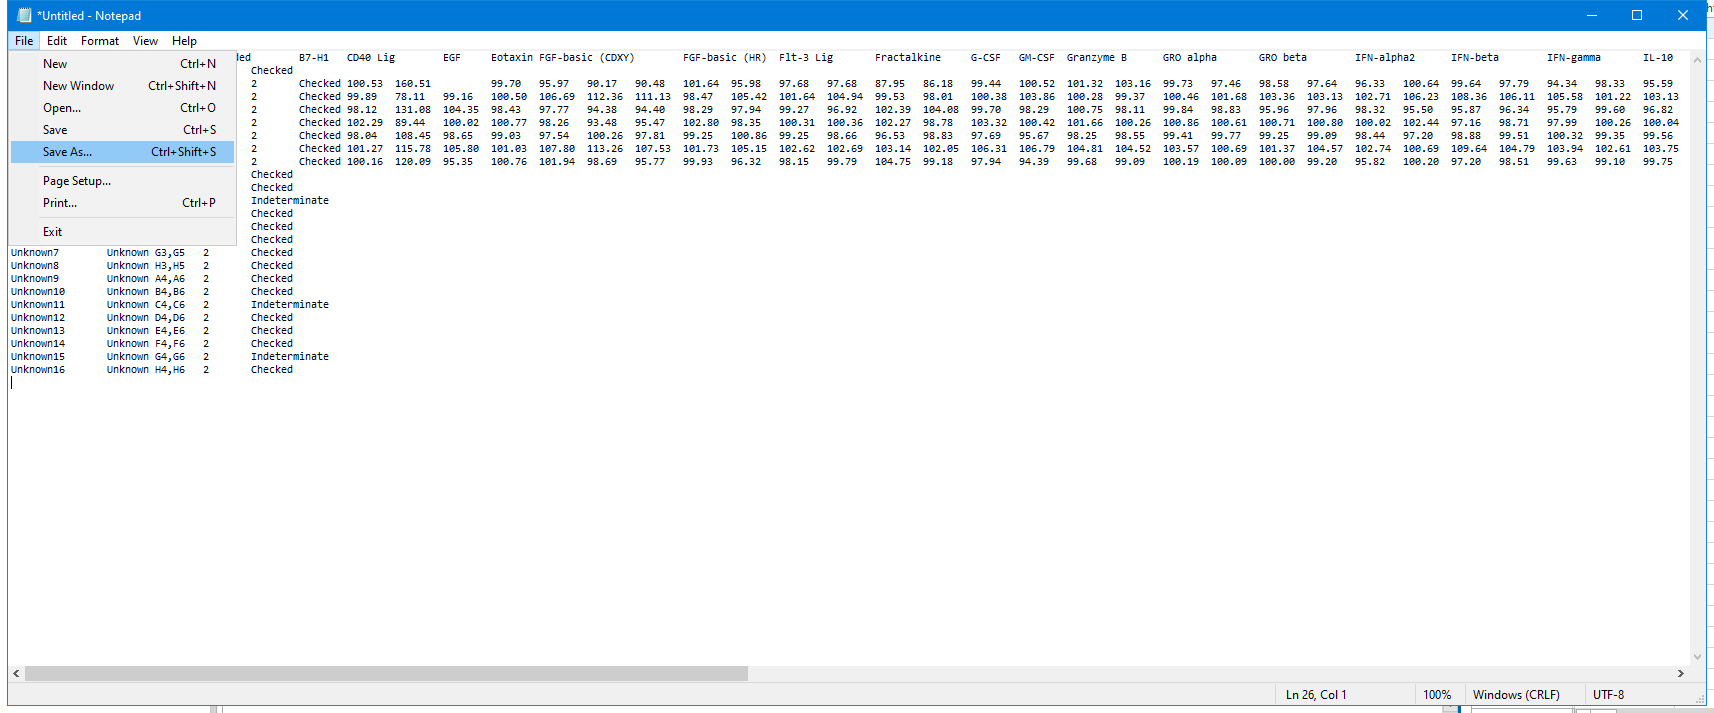 *Untitled - Notepad
File Edit Format View Help
New Ctrl+N
New Window Ctrl+Shift+N
Open... Ctrl+O
Save Ctrl+S
Save As... Ctrl+Shift+S
Page Setup...
Print... Ctrl+P
Exit
ded B7-H1 CD40 Lig EGF Eotaxin FGF-basic (CDXY) FGF-basic (HR) Flt-3 Lig Fractalkine G-CSF GM-CSF Granzyme B GRO alpha GRO beta IFN-alpha2 IFN-beta IFN-gamma IL-10
Checked
2 Checked 100.53 160.51 99.70 95.97 90.17 90.48 101.64 95.98 97.68 97.68 87.95 86.18 99.44 100.52 101.32 103.16 99.73 97.46 98.58 97.64 96.33 100.64 99.64 97.79 94.34 98.33 95.59
2 Checked 99.89 78.11 99.16 100.50 106.69 112.36 111.13 98.47 105.42 101.64 104.94 99.53 98.01 100.38 103.86 100.28 99.37 100.46 101.68 103.36 103.13 102.71 106.23 108.36 106.11 105.58 101.22 103.13
2 Checked 98.12 131.08 104.35 98.43 97.77 94.38 94.40 98.29 97.94 99.27 96.92 102.39 104.08 99.70 98.29 100.75 98.11 99.84 98.83 95.96 97.96 98.32 95.50 95.87 96.34 95.79 99.60 96.82
2 Checked 102.29 89.44 100.02 100.77 98.26 93.48 95.47 102.80 98.35 100.31 100.36 102.27 98.78 103.32 100.42 101.66 100.26 100.86 100.61 100.71 100.80 100.02 102.44 97.16 98.71 97.99 100.26 100.04
2 Checked 98.04 108.45 98.65 99.03 97.54 100.26 97.81 99.25 100.86 99.25 98.66 96.53 98.83 97.69 95.67 98.25 98.55 99.41 99.77 99.25 99.09 98.44 97.20 98.88 99.51 100.32 99.35 99.56
2 Checked 101.27 115.78 105.80 101.03 107.80 113.26 107.53 101.73 105.15 102.62 102.69 103.14 102.05 106.31 106.79 104.81 104.52 103.57 100.69 101.37 104.57 102.74 100.69 109.64 104.79 103.94 102.61 103.75
2 Checked 100.16 120.09 95.35 100.76 101.94 98.69 95.77 99.93 96.32 98.15 99.79 104.75 99.18 97.94 94.39 99.68 99.09 100.19 100.09 100.00 99.20 95.82 100.20 97.20 98.51 99.63 99.10 99.75
Checked
Checked
Indeterminate
Checked
Checked
Checked
Unknown7 Unknown G3,G5 2 Checked
Unknown8 Unknown H3,H5 2 Checked
Unknown9 Unknown A4,A6 2 Checked
Unknown10 Unknown B4,B6 2 Checked
Unknown11 Unknown C4,C6 2 Indeterminate
Unknown12 Unknown D4,D6 2 Checked
Unknown13 Unknown E4,E6 2 Checked
Unknown14 Unknown F4,F6 2 Checked
Unknown15 Unknown G4,G6 2 Indeterminate
Unknown16 Unknown H4,H6 2 Checked
Ln 26, Col 1 100% Windows (CRLF) UTF-8